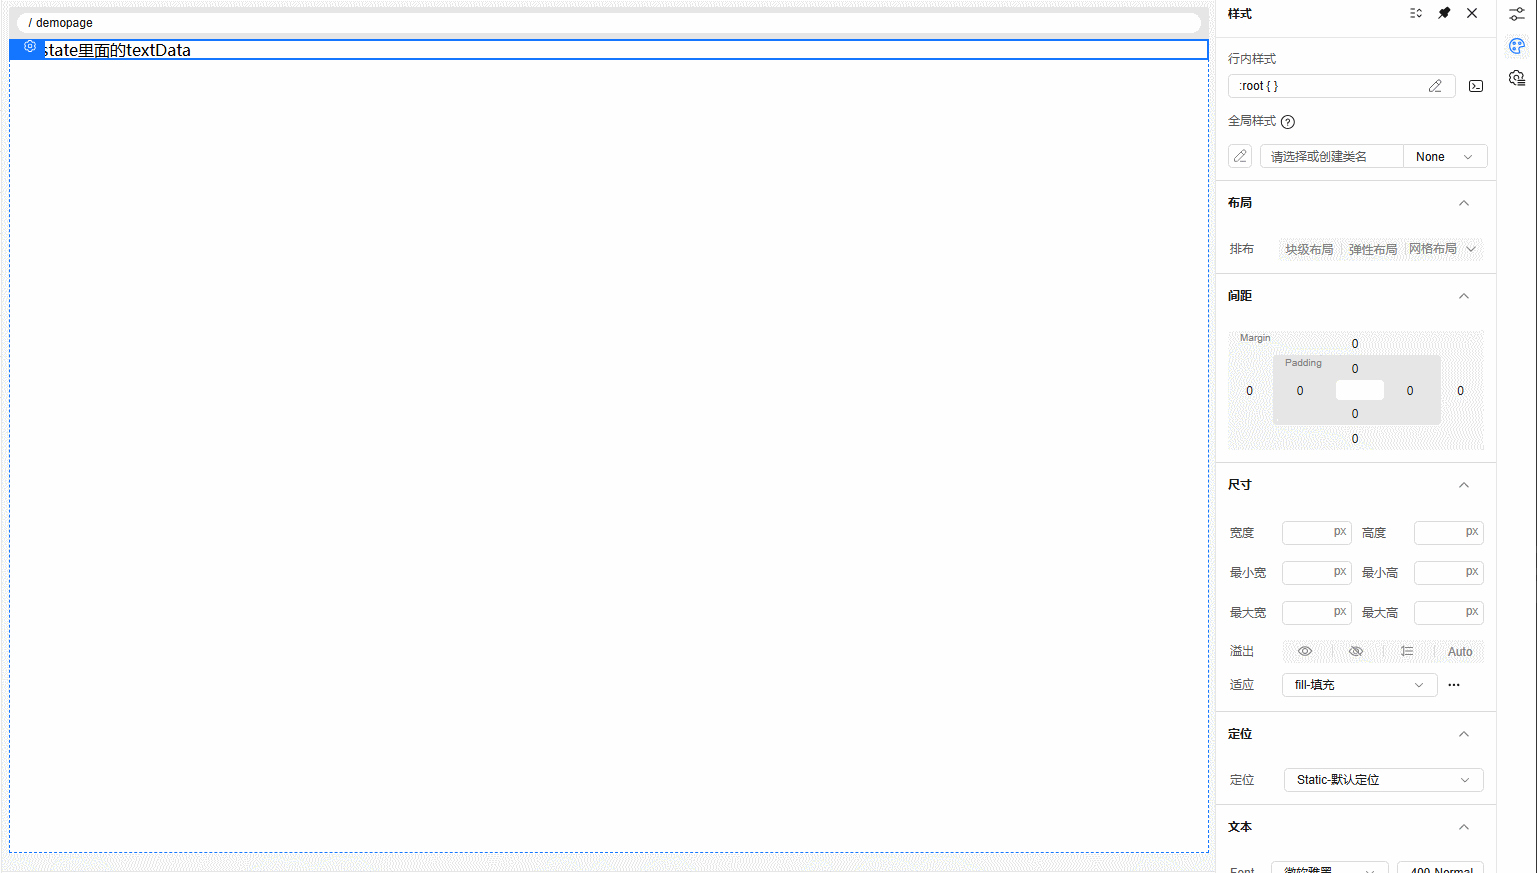 / demopage
state里面的textData
样式
行内样式
:root { }
全局样式
请选择或创建类名 None
布局
排布 块级布局 弹性布局 网格布局
间距
Margin
0
Padding
0
0 0 0 0
0
0
尺寸
宽度 px 高度 px
最小宽 px 最小高 px
最大宽 px 最大高 px
溢出 Auto
适应 fill-填充
定位
定位 Static-默认定位
文本
Font 微软雅黑 400-Normal